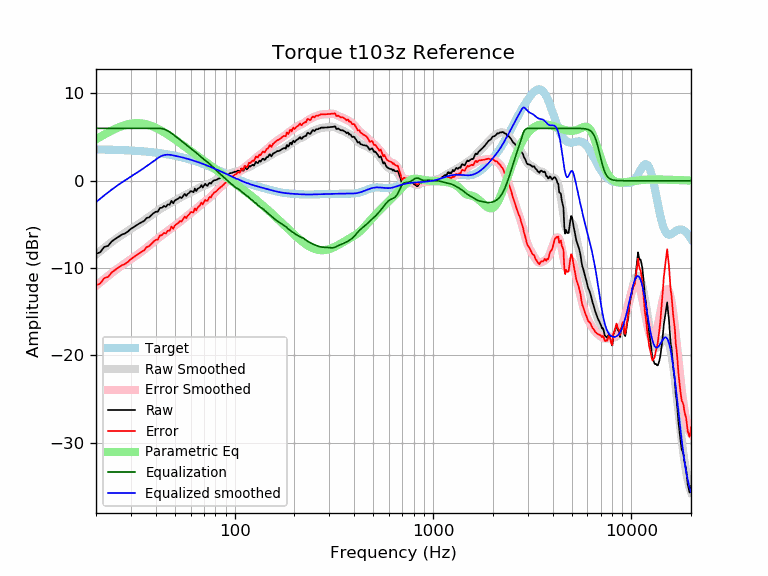 Torque t103z Reference
Amplitude (dBr)
10
0
−10
−20
−30
Target
Raw Smoothed
Error Smoothed
Raw
Error
Parametric Eq
Equalization
Equalized smoothed
100
1000
10000
Frequency (Hz)